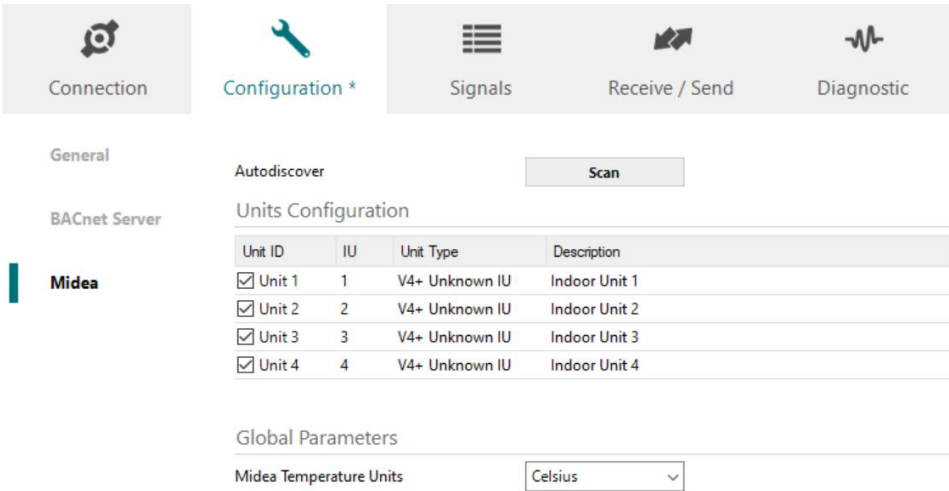 Connection Configuration * Signals Receive / Send Diagnostic
General
BACnet Server
Midea
Autodiscover Scan
Units Configuration
Unit ID IU Unit Type Description
Unit 1 1 V4+ Unknown IU Indoor Unit 1
Unit 2 2 V4+ Unknown IU Indoor Unit 2
Unit 3 3 V4+ Unknown IU Indoor Unit 3
Unit 4 4 V4+ Unknown IU Indoor Unit 4
Global Parameters
Midea Temperature Units Celsius